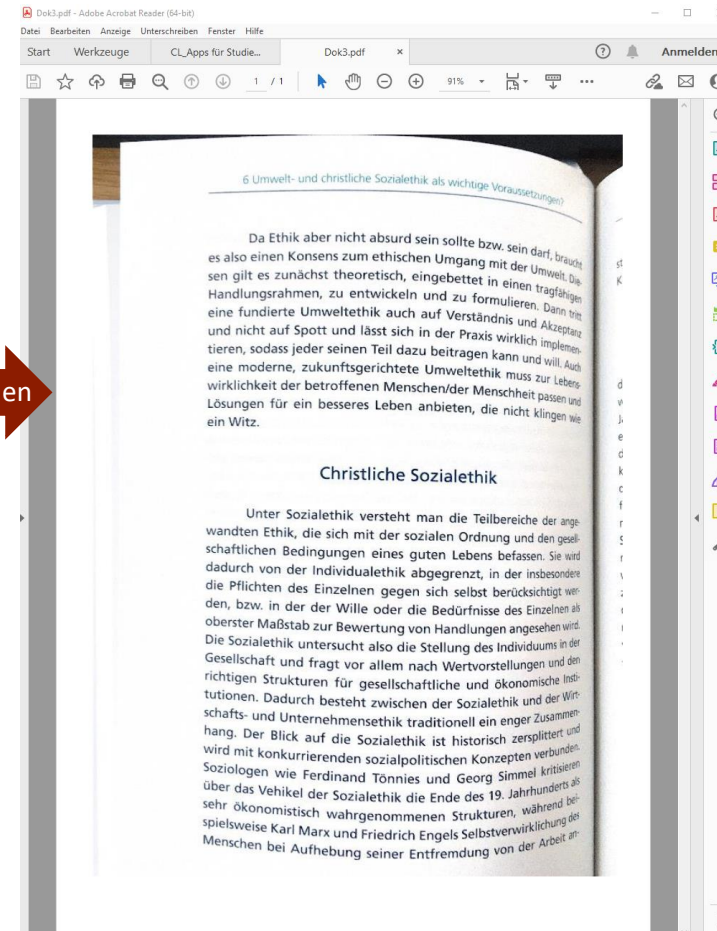 en
Dok3.pdf - Adobe Acrobat Reader (64-bit)
Datei Bearbeiten Anzeige Unterschreiben Fenster Hilfe
Start Werkzeuge CL_Apps für Studie... Dok3.pdf × Anmelden
1 / 1 91%
6 Umwelt- und christliche Sozialethik als wichtige Voraussetzungen?
Da Ethik aber nicht absurd sein sollte bzw. sein darf, braucht
es also einen Konsens zum ethischen Umgang mit der Umwelt. Die-
sen gilt es zunächst theoretisch, eingebettet in einen tragfähigen
Handlungsrahmen, zu entwickeln und zu formulieren. Dann tritt
eine fundierte Umweltethik auch auf Verständnis und Akzeptanz
und nicht auf Spott und lässt sich in der Praxis wirklich implemen-
tieren, sodass jeder seinen Teil dazu beitragen kann und will. Auch
eine moderne, zukunftsgerichtete Umweltethik muss zur Lebens-
wirklichkeit der betroffenen Menschen/der Menschheit passen und
Lösungen für ein besseres Leben anbieten, die nicht klingen wie
ein Witz.
Christliche Sozialethik
Unter Sozialethik versteht man die Teilbereiche der ange-
wandten Ethik, die sich mit der sozialen Ordnung und den gesell-
schaftlichen Bedingungen eines guten Lebens befassen. Sie wird
dadurch von der Individualethik abgegrenzt, in der insbesondere
die Pflichten des Einzelnen gegen sich selbst berücksichtigt wer-
den, bzw. in der der Wille oder die Bedürfnisse des Einzelnen als
oberster Maßstab zur Bewertung von Handlungen angesehen wird.
Die Sozialethik untersucht also die Stellung des Individuums in der
Gesellschaft und fragt vor allem nach Wertvorstellungen und den
richtigen Strukturen für gesellschaftliche und ökonomische Insti-
tutionen. Dadurch besteht zwischen der Sozialethik und der Wirt-
schafts- und Unternehmensethik traditionell ein enger Zusammen-
hang. Der Blick auf die Sozialethik ist historisch zersplittert und
wird mit konkurrierenden sozialpolitischen Konzepten verbunden.
Soziologen wie Ferdinand Tönnies und Georg Simmel kritisieren
über das Vehikel der Sozialethik die Ende des 19. Jahrhunderts als
sehr ökonomistisch wahrgenommenen Strukturen, während bei-
spielsweise Karl Marx und Friedrich Engels Selbstverwirklichung des
Menschen bei Aufhebung seiner Entfremdung von der Arbeit an-